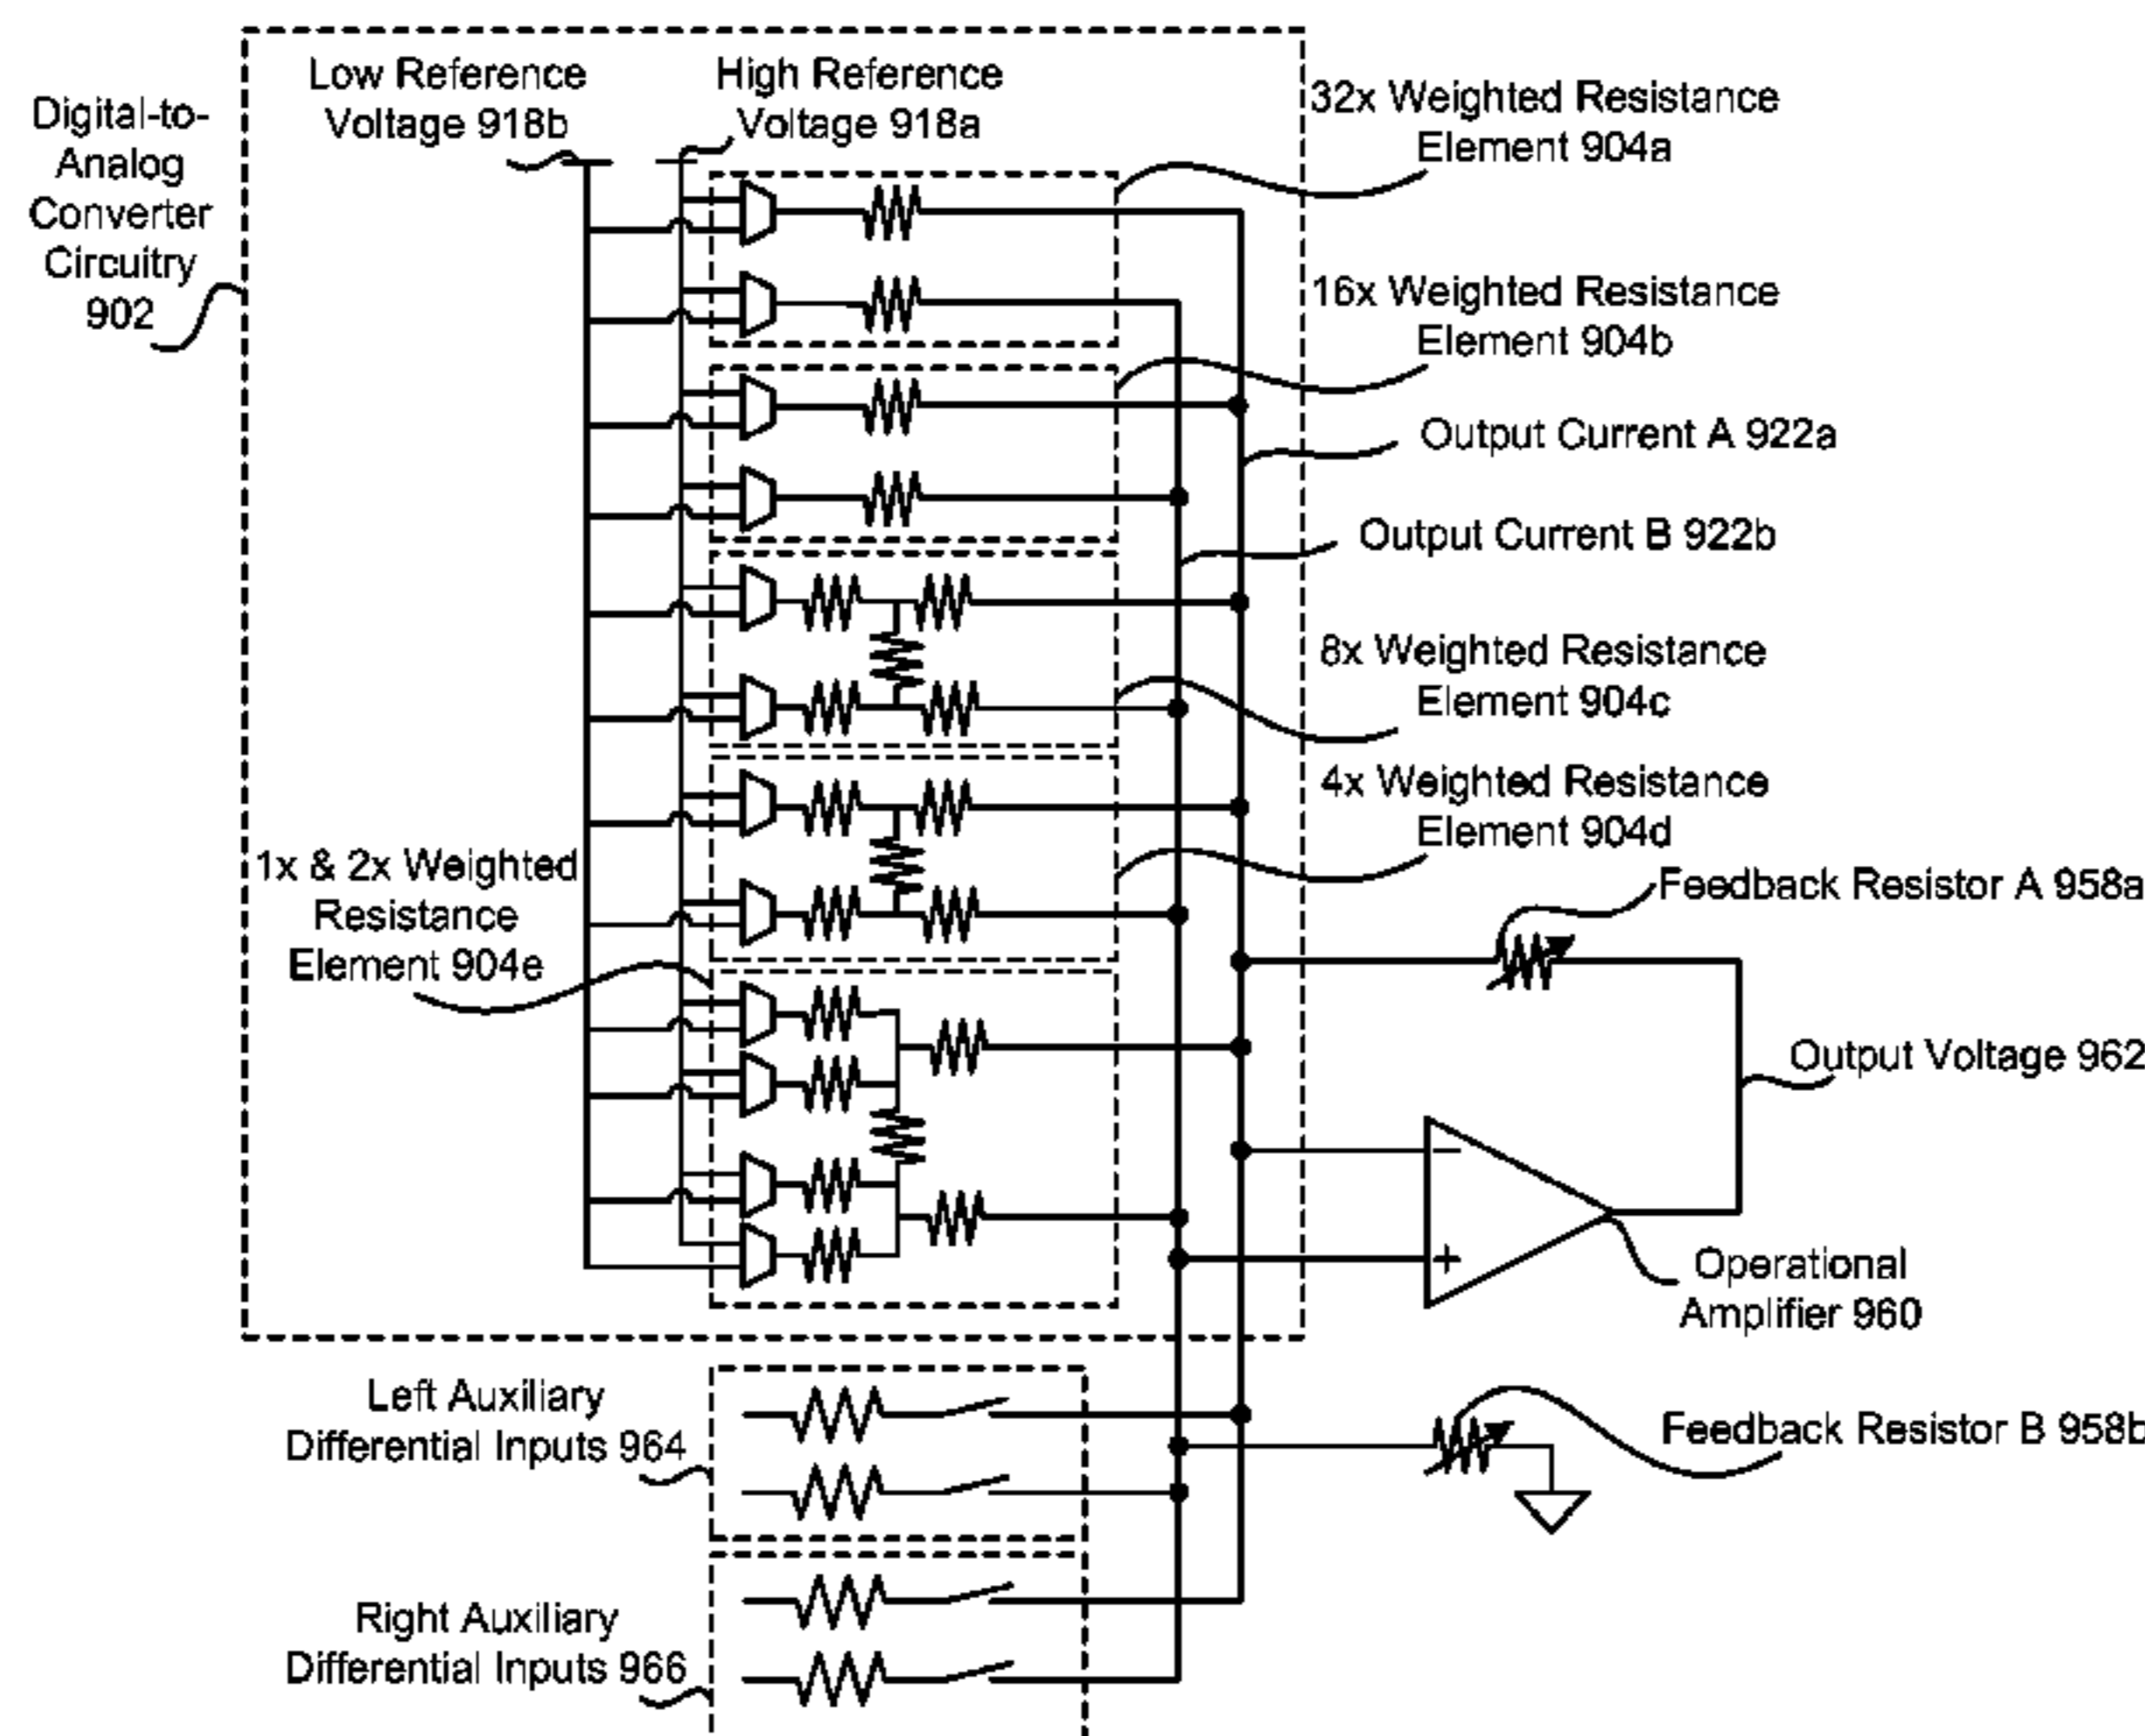 Digital-to-
Analog
Converter
Circuitry
902
Low Reference
Voltage 918b
High Reference
Voltage 918a
32x Weighted Resistance
Element 904a
16x Weighted Resistance
Element 904b
Output Current A 922a
Output Current B 922b
8x Weighted Resistance
Element 904c
4x Weighted Resistance
Element 904d
1x & 2x Weighted
Resistance
Element 904e
Feedback Resistor A 958a
Output Voltage 962
−
+
Operational
Amplifier 960
Left Auxiliary
Differential Inputs 964
Feedback Resistor B 958b
Right Auxiliary
Differential Inputs 966